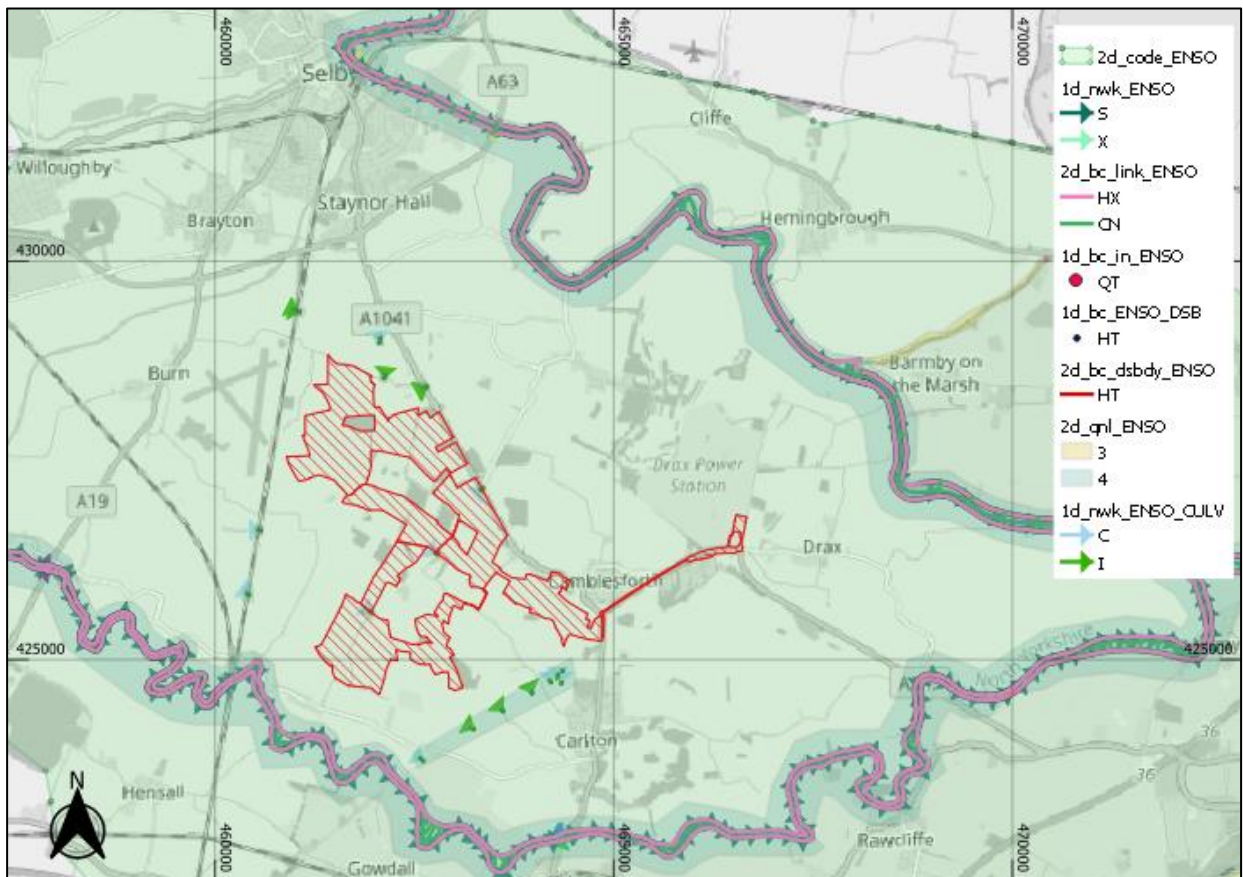 460000
465000
470000
Selby
A63
Cliffe
Willoughby
Staynor Hall
Brayton
Hemingbrough
430000
A1041
Burn
Barmby on
the Marsh
Drax Power
Station
A19
Drax
Camblesforth
425000
425000
Carlton
36
36
N
Hensall
Rawcliffe
Gowdall
460000
465000
470000
2d_code_ENSO
1d_nwk_ENSO
S
X
2d_bc_link_ENSO
HX
CN
1d_bc_in_ENSO
QT
1d_bc_ENSO_DSB
HT
2d_bc_dsbdy_ENSO
HT
2d_qnl_ENSO
3
4
1d_nwk_ENSO_CULV
C
I